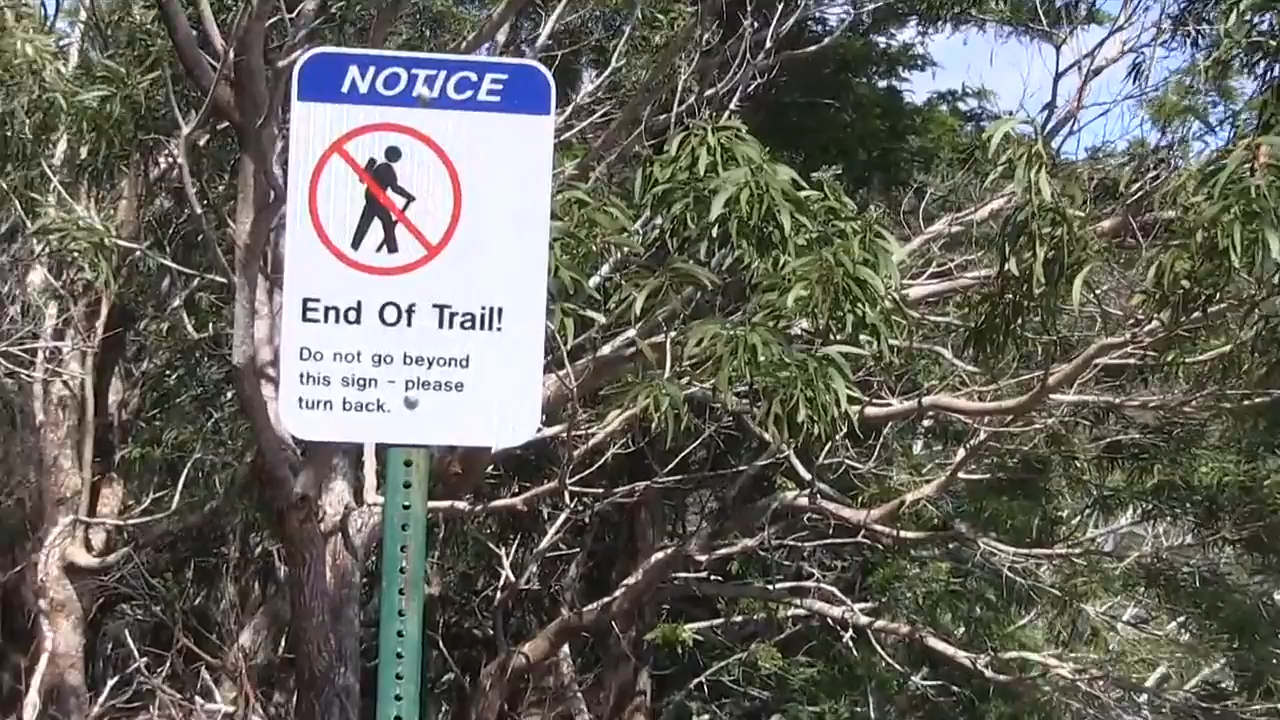 NOTICE
End Of Trail!
Do not go beyond
this sign - please
turn back.